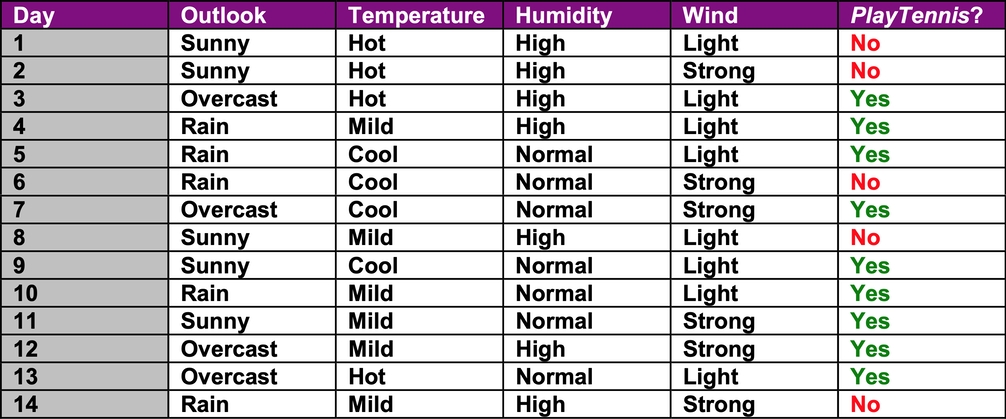 Day Outlook Temperature Humidity Wind PlayTennis?
1 Sunny Hot High Light No
2 Sunny Hot High Strong No
3 Overcast Hot High Light Yes
4 Rain Mild High Light Yes
5 Rain Cool Normal Light Yes
6 Rain Cool Normal Strong No
7 Overcast Cool Normal Strong Yes
8 Sunny Mild High Light No
9 Sunny Cool Normal Light Yes
10 Rain Mild Normal Light Yes
11 Sunny Mild Normal Strong Yes
12 Overcast Mild High Strong Yes
13 Overcast Hot Normal Light Yes
14 Rain Mild High Strong No